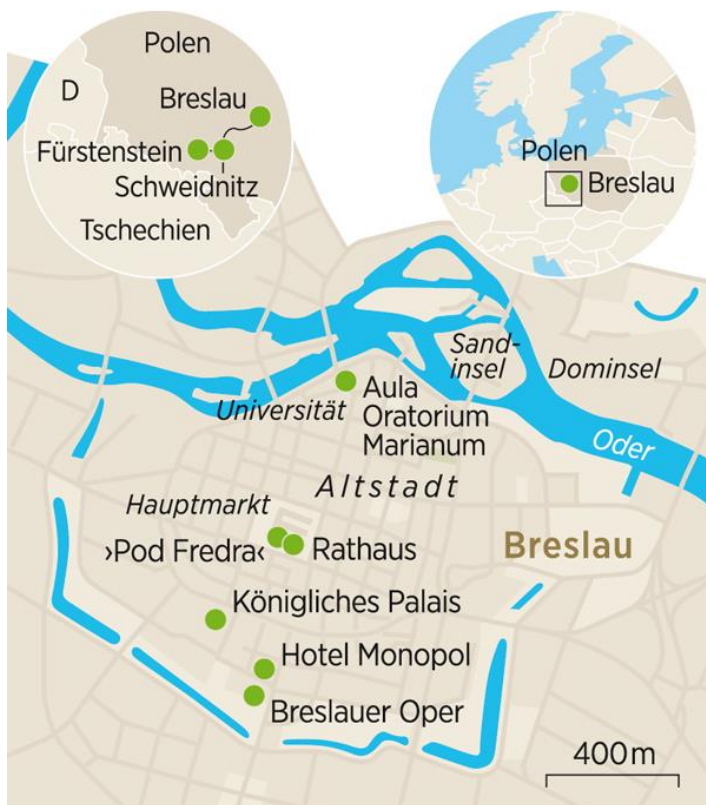 Polen
D
Breslau
Fürstenstein
Schweidnitz
Tschechien
Polen
Breslau
Sand-
insel
Dominsel
Universität
Aula
Oratorium
Marianum
Oder
Altstadt
Hauptmarkt
›Pod Fredra‹
Rathaus
Breslau
Königliches Palais
Hotel Monopol
Breslauer Oper
400 m